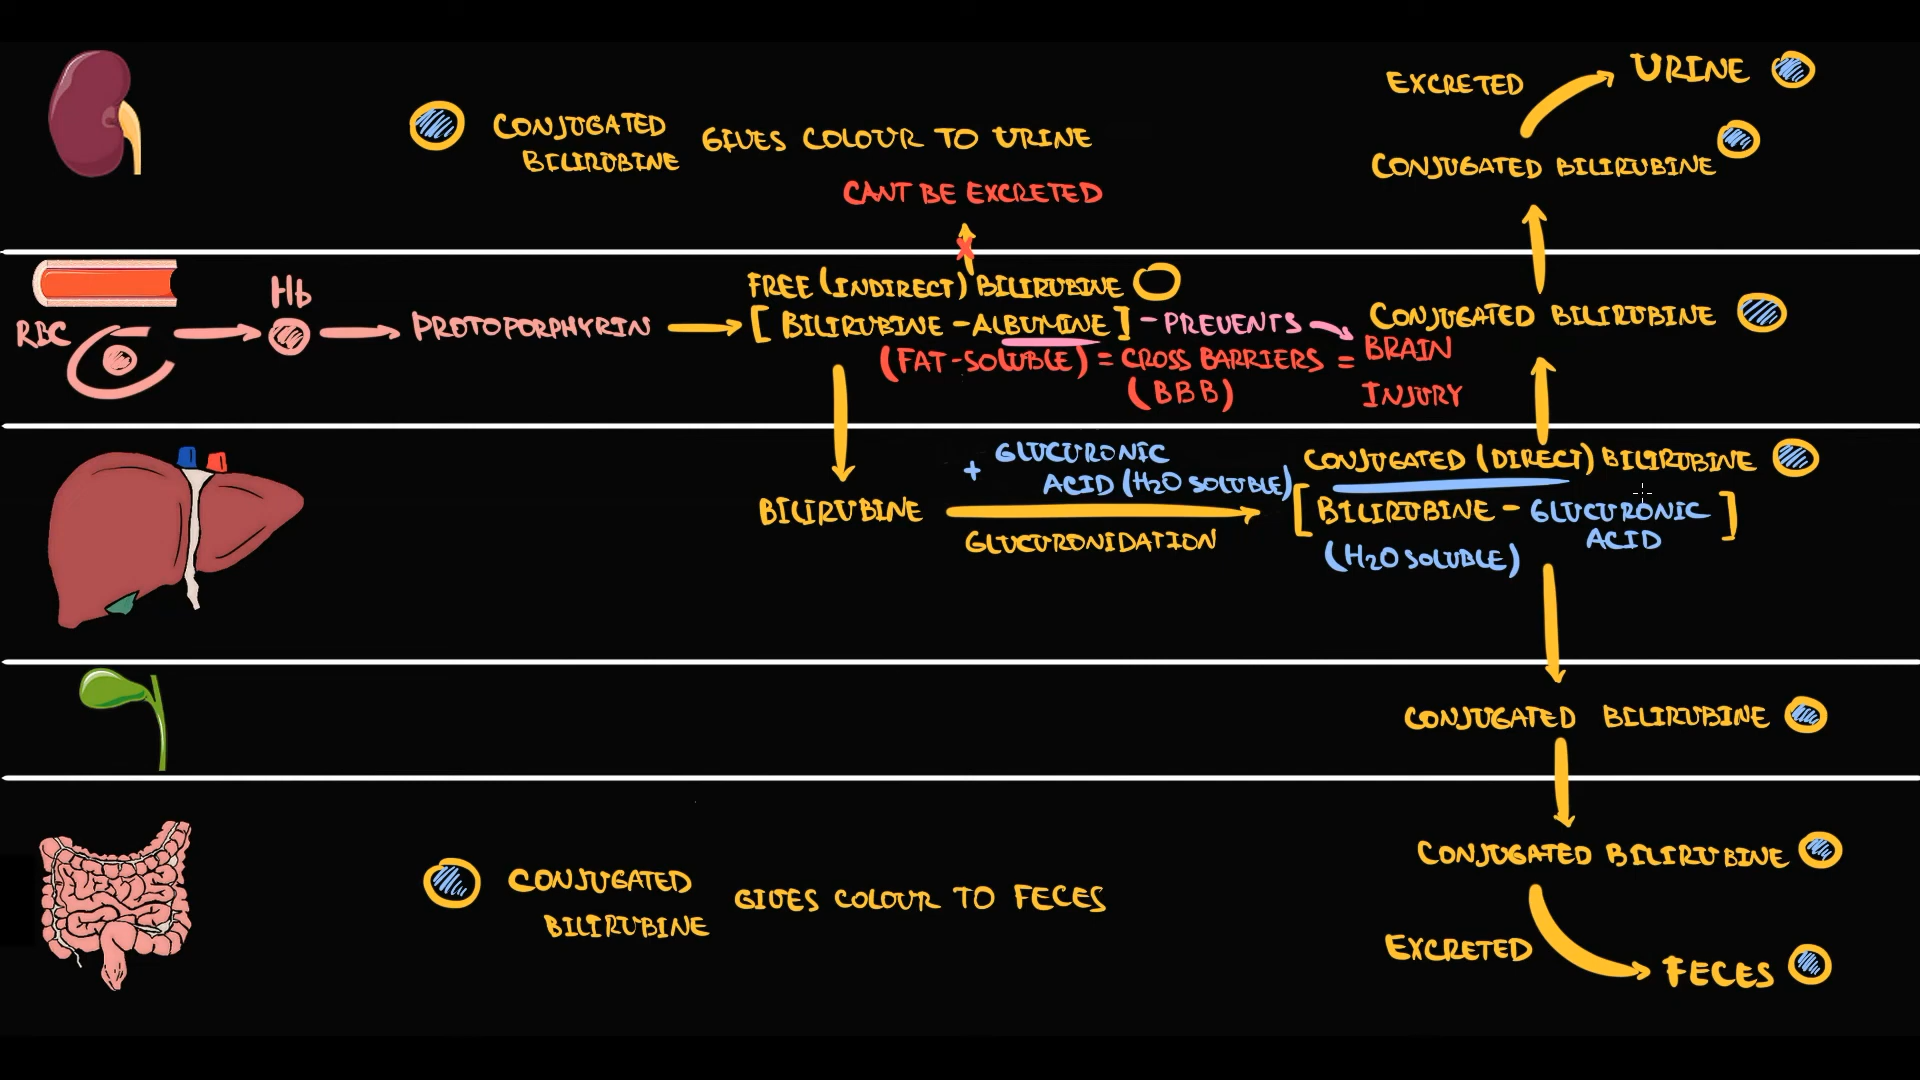 EXCRETED
URINE
CONJUGATED
BILIRUBINE
GIVES COLOUR TO URINE
CONJUGATED BILIRUBINE
CANT BE EXCRETED
RBC
Hb
PROTOPORPHYRIN
FREE (INDIRECT) BILIRUBINE
[BILIRUBINE - ALBUMINE] - PREVENTS
(FAT-SOLUBLE) = CROSS BARRIERS =
(BBB)
BRAIN
INJURY
CONJUGATED BILIRUBINE
BILIRUBINE
+ GLUCURONIC
ACID (H2O SOLUBLE)
GLUCURONIDATION
CONJUGATED (DIRECT) BILIRUBINE
[BILIRUBINE - GLUCURONIC
ACID]
(H2O SOLUBLE)
CONJUGATED BILIRUBINE
CONJUGATED BILIRUBINE
CONJUGATED
BILIRUBINE
GIVES COLOUR TO FECES
EXCRETED
FECES